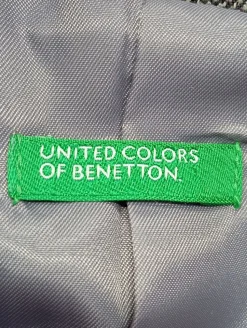 UNITED COLORS
OF BENETTON.